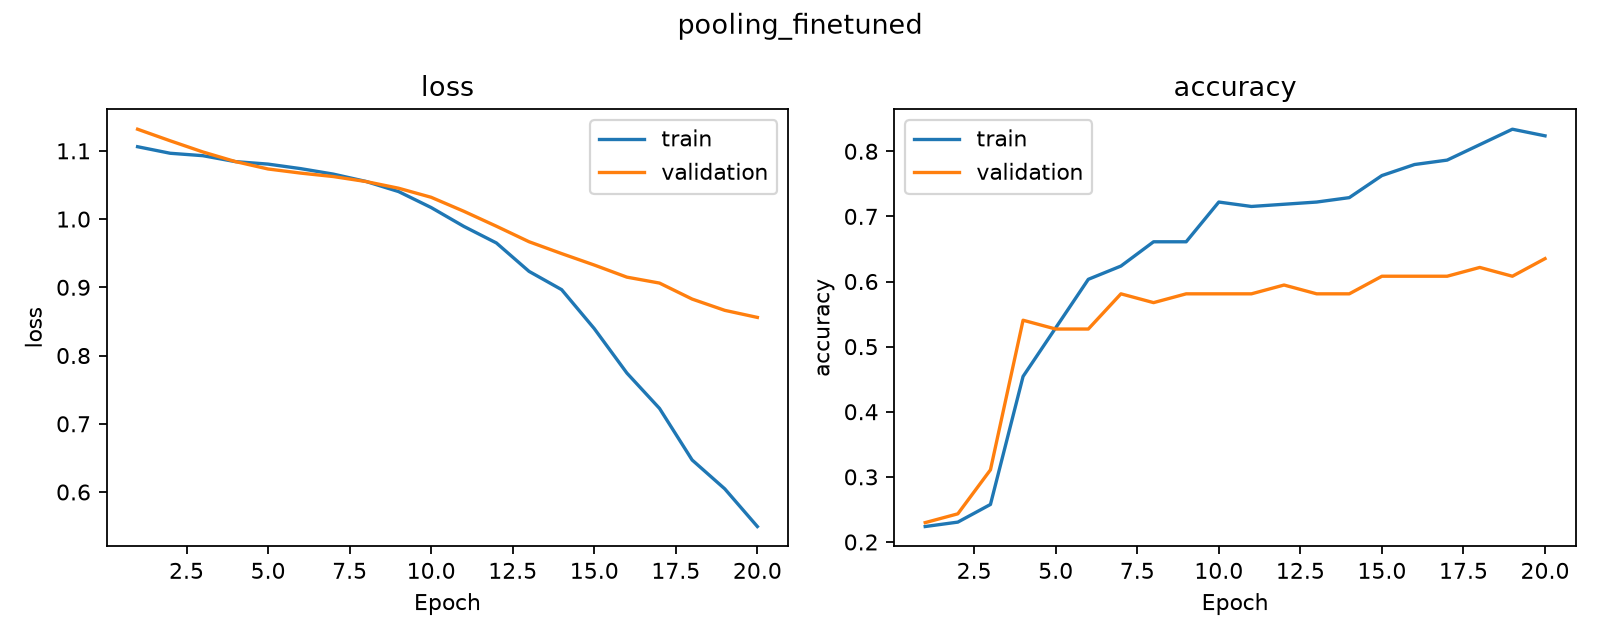 pooling_finetuned
loss
train
validation
1.1
1.0
0.9
0.8
0.7
0.6
loss
2.5 5.0 7.5 10.0 12.5 15.0 17.5 20.0
Epoch
accuracy
train
validation
0.8
0.7
0.6
0.5
0.4
0.3
0.2
accuracy
2.5 5.0 7.5 10.0 12.5 15.0 17.5 20.0
Epoch